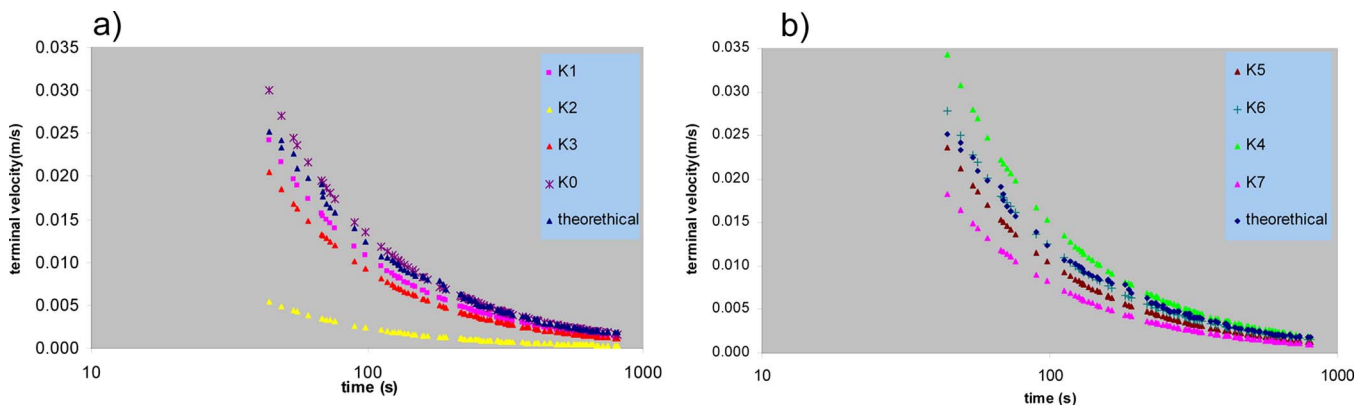 a)
0.035
0.030
0.025
0.020
0.015
0.010
0.005
0.000
terminal velocity(m/s)
10
100
1000
time (s)
K1
K2
K3
K0
theorethical
b)
0.035
0.030
0.025
0.020
0.015
0.010
0.005
0.000
terminal velocity(m/s)
10
100
1000
time (s)
K5
K6
K4
K7
theorethical